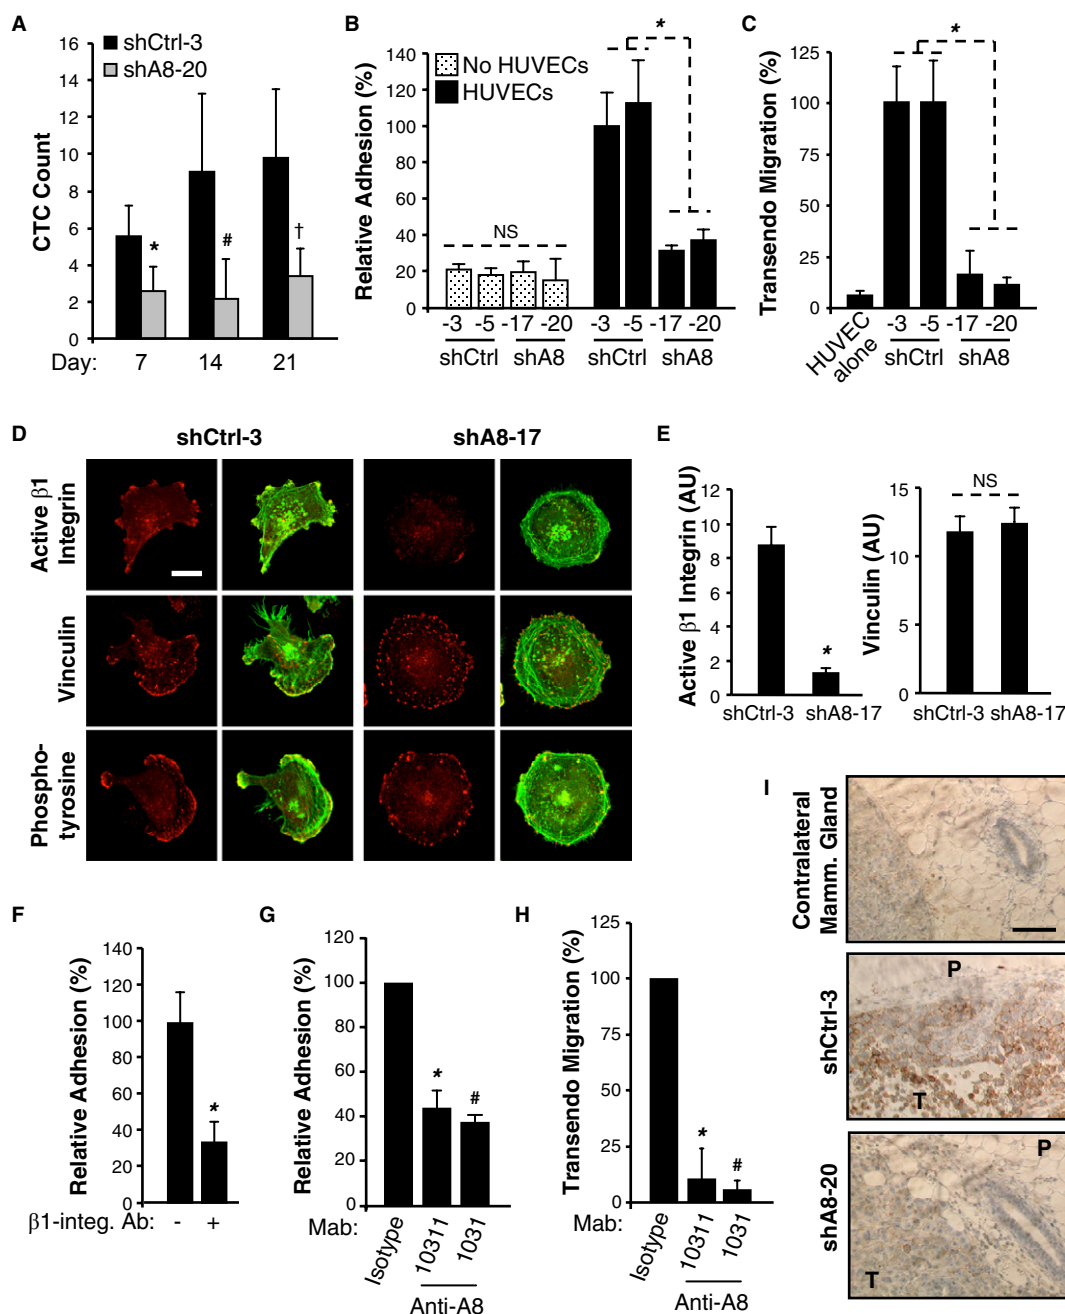 A
shCtrl-3
shA8-20
CTC Count
16
14
12
10
8
6
4
2
0
*
#
†
Day: 7 14 21
B
No HUVECs
HUVECs
Relative Adhesion (%)
140
120
100
80
60
40
20
0
NS
*
-3 -5 -17 -20 -3 -5 -17 -20
shCtrl shA8 shCtrl shA8
C
Transendo Migration (%)
125
100
75
50
25
0
*
HUVEC alone
-3 -5 -17 -20
shCtrl shA8
D
shCtrl-3 shA8-17
Active β1 Integrin
Vinculin
Phospho-
tyrosine
E
Active β1 Integrin (AU)
12
10
8
6
4
2
0
*
shCtrl-3 shA8-17
Vinculin (AU)
15
10
5
0
NS
shCtrl-3 shA8-17
F
Relative Adhesion (%)
140
120
100
80
60
40
20
0
*
β1-integ. Ab: - +
G
Relative Adhesion (%)
120
100
80
60
40
20
0
*
#
Mab:
Isotype
10311
1031
Anti-A8
H
Transendo Migration (%)
125
100
75
50
25
0
*
#
Mab:
Isotype
10311
1031
Anti-A8
I
Contralateral
Mamm. Gland
shCtrl-3
P
T
shA8-20
P
T